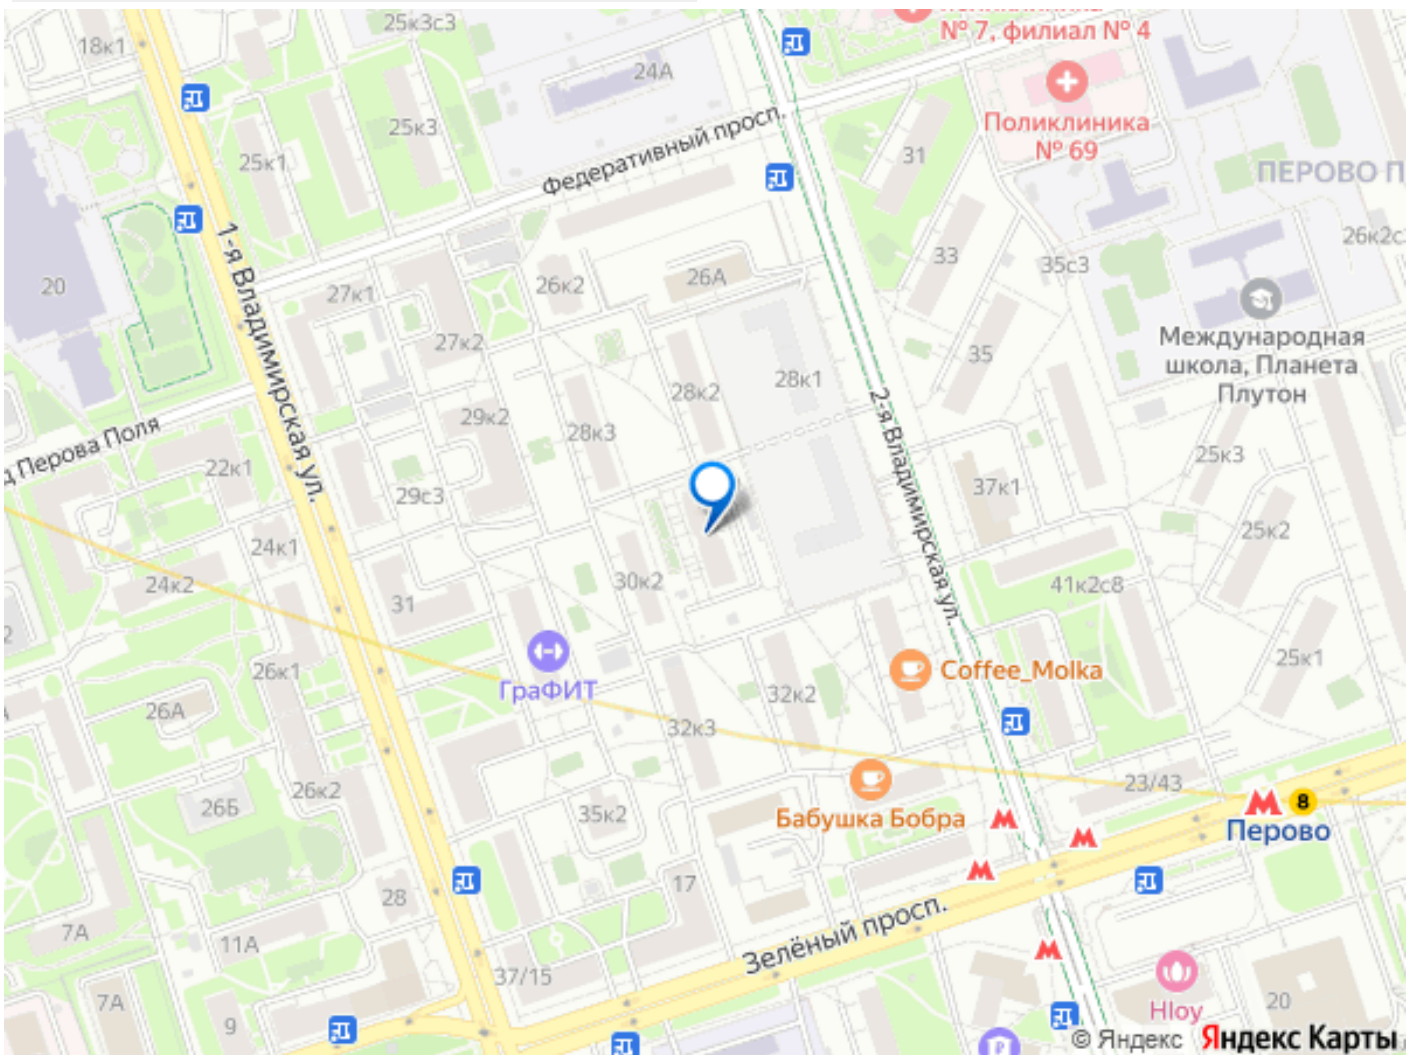 25к3с3
18к1
№ 7, филиал № 4
24А
Поликлиника
№ 69
25к3
25к1
31
Федеративный просп.
ПЕРОВО П
1-я Владимирская ул.
33
35с3
26к2с
20
27к1
26к2
26А
Международная
школа, Планета
Плутон
27к2
28к2
28к1
35
2-я Владимирская ул.
29к2
28к3
д Перова Поля
22к1
29с3
37к1
25к3
24к1
25к2
24к2
31
30к2
41к2с8
26к1
ГраФИТ
Coffee_Molka
25к1
26А
32к3
32к2
26Б
26к2
35к2
Бабушка Бобра
23/43
8
Перово
28
17
7А
11А
Зелёный просп.
37/15
7А
9
Hloy
20
© Яндекс Яндекс Карты